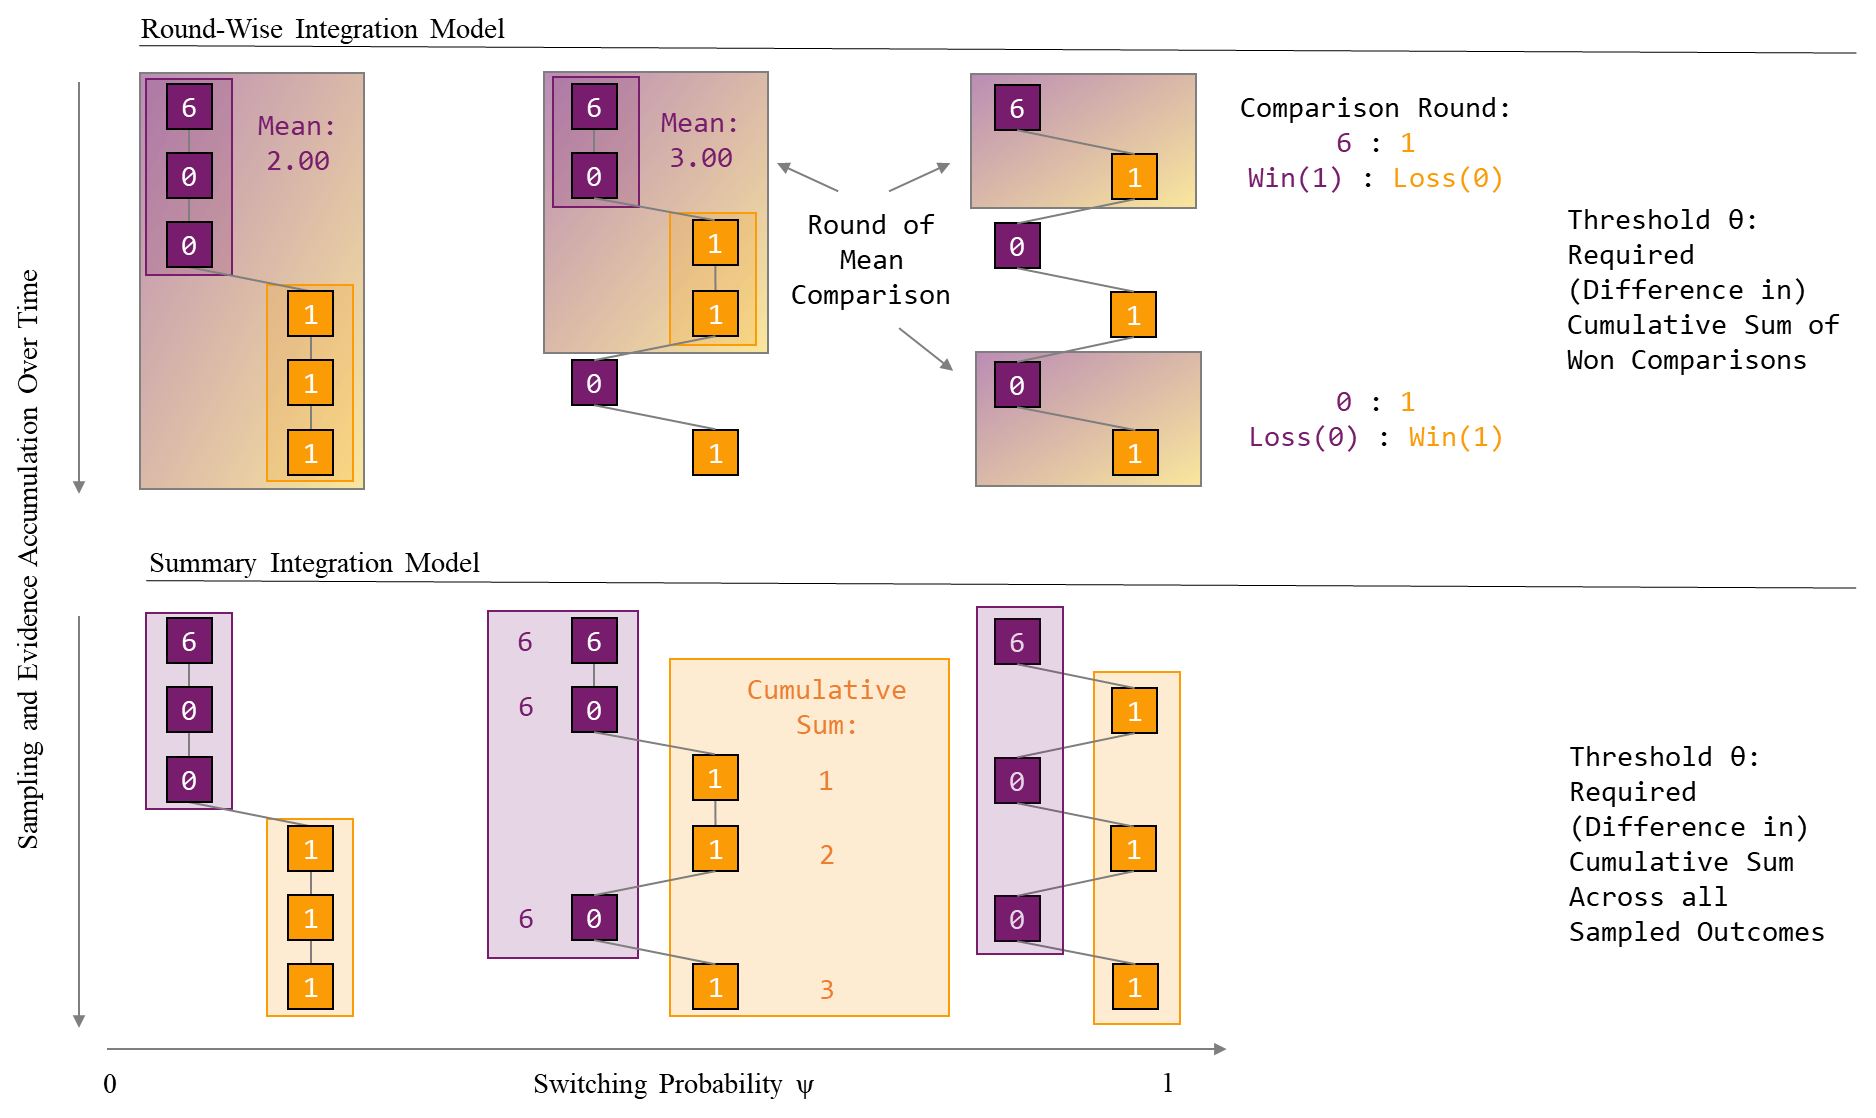 Round-Wise Integration Model
6
0
0
1
1
1
Mean:
2.00
6
0
1
1
0
1
Mean:
3.00
Round of
Mean
Comparison
6
1
0
1
0
1
Comparison Round:
6 : 1
Win(1) : Loss(0)
0 : 1
Loss(0) : Win(1)
Threshold θ:
Required
(Difference in)
Cumulative Sum of
Won Comparisons
Sampling and Evidence Accumulation Over Time
Summary Integration Model
6
0
0
1
1
1
6 6
6 0
Cumulative
Sum:
1 1
1 2
6 0
1 3
6
1
0
1
0
1
Threshold θ:
Required
(Difference in)
Cumulative Sum
Across all
Sampled Outcomes
0 Switching Probability ψ 1